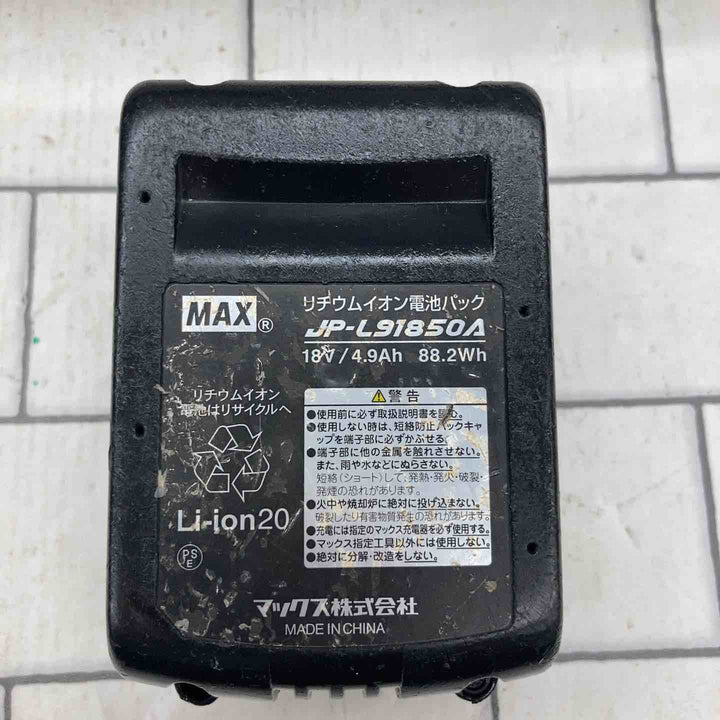 MAX®
リチウムイオン電池パック
JP-L91850A
18V/4.9Ah 88.2Wh
リチウムイオン
電池はリサイクルへ
Li-ion20
PSE
⚠警告
●使用前に必ず取扱説明書を読む。
●使用しない時は、短絡防止パックキャ
ップを端子部に必ずかぶせる。
●端子部に他の金属を触れさせない。
また、雨や水などにぬらさない。
短絡(ショート)して、発熱・発火・破裂・
発煙の恐れがあります。
●火中や焼却炉に絶対に投げ込まない。
破裂したり有害物質発生の恐れがあります。
●充電には指定のマックス充電器を必ず使用する。
●マックス指定工具以外には使用しない。
●絶対に分解・改造をしない。
マックス株式会社
MADE IN CHINA